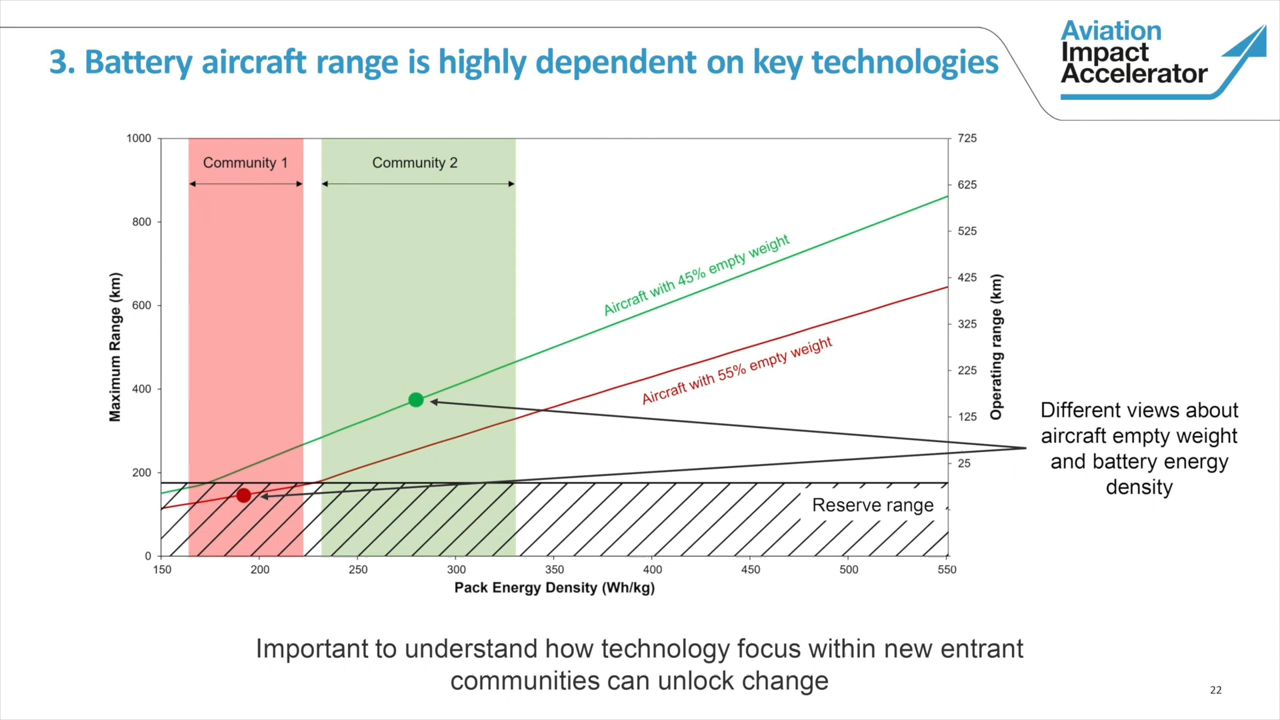 3. Battery aircraft range is highly dependent on key technologies
Aviation
Impact
Accelerator
1000
800
600
400
200
0
Maximum Range (km)
Community 1
Community 2
Aircraft with 45% empty weight
Aircraft with 55% empty weight
Reserve range
725
625
525
425
325
225
125
25
Operating range (km)
150
200
250
300
350
400
450
500
550
Pack Energy Density (Wh/kg)
Different views about
aircraft empty weight
and battery energy
density
Important to understand how technology focus within new entrant
communities can unlock change
22